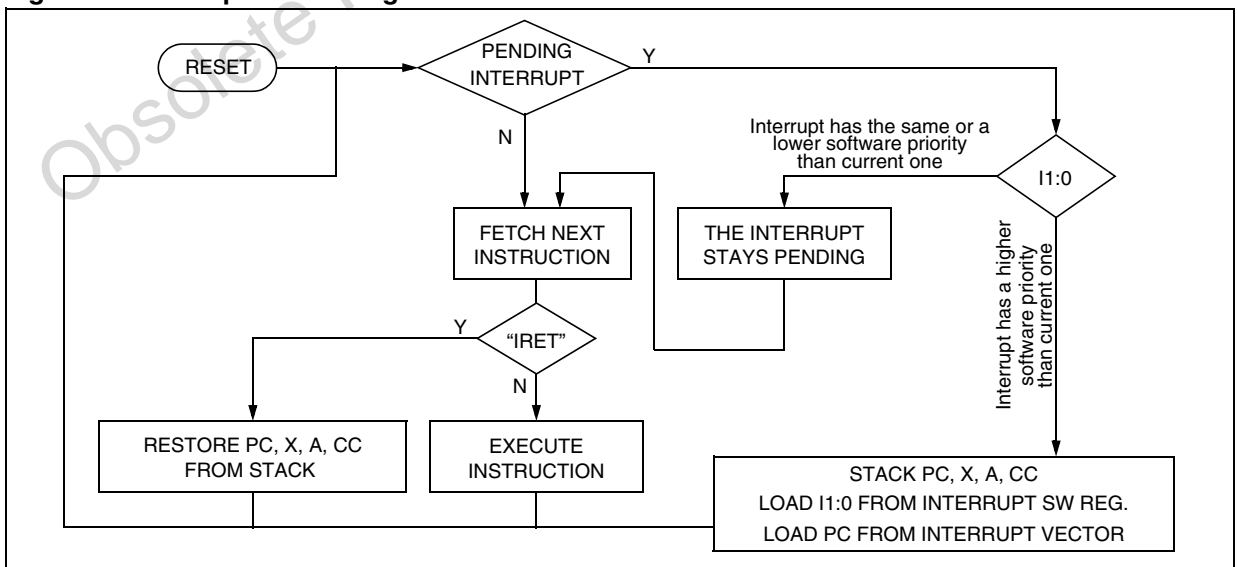 Obsolete
RESET
PENDING
INTERRUPT
Y
N
Interrupt has the same or a
lower software priority
than current one
I1:0
FETCH NEXT
INSTRUCTION
THE INTERRUPT
STAYS PENDING
Interrupt has a higher
software priority
than current one
Y
“IRET”
N
RESTORE PC, X, A, CC
FROM STACK
EXECUTE
INSTRUCTION
STACK PC, X, A, CC
LOAD I1:0 FROM INTERRUPT SW REG.
LOAD PC FROM INTERRUPT VECTOR